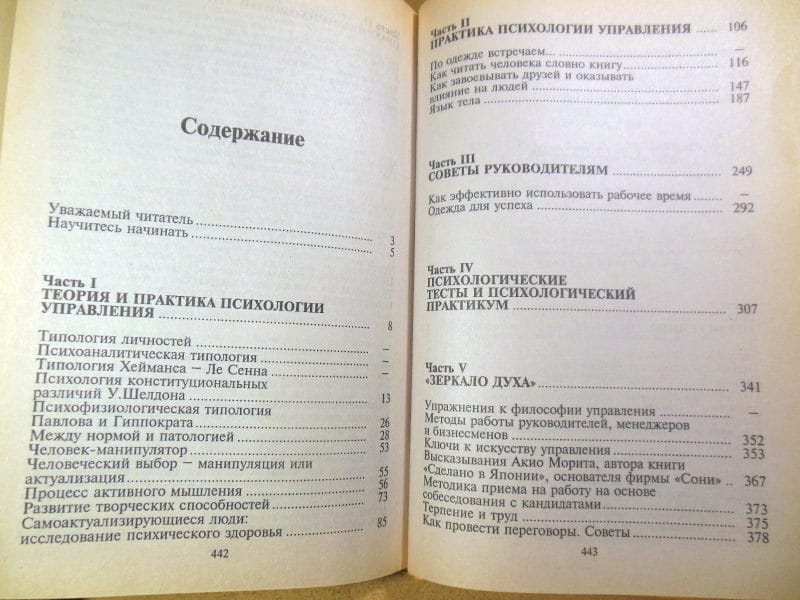 Содержание
Уважаемый читатель ........ 3
Научитесь начинать ........ 5
Часть I
ТЕОРИЯ И ПРАКТИКА ПСИХОЛОГИИ
УПРАВЛЕНИЯ ........ 8
Типология личностей ........ –
Психоаналитическая типология ........ –
Типология Хейманса – Ле Сенна ........ –
Психология конституциональных
различий У.Шелдона ........ 13
Психофизиологическая типология
Павлова и Гиппократа ........ 26
Между нормой и патологией ........ 28
Человек-манипулятор ........ 53
Человеческий выбор – манипуляция или
актуализация ........ 55
Процесс активного мышления ........ 56
Развитие творческих способностей ........ 73
Самоактуализирующиеся люди:
исследование психического здоровья ........ 85
442
Часть II
ПРАКТИКА ПСИХОЛОГИИ УПРАВЛЕНИЯ ........ 106
По одежде встречаем... ........ –
Как читать человека словно книгу ........ 116
Как завоевывать друзей и оказывать
влияние на людей ........ 147
Язык тела ........ 187
Часть III
СОВЕТЫ РУКОВОДИТЕЛЯМ ........ 249
Как эффективно использовать рабочее время ........ –
Одежда для успеха ........ 292
Часть IV
ПСИХОЛОГИЧЕСКИЕ
ТЕСТЫ И ПСИХОЛОГИЧЕСКИЙ
ПРАКТИКУМ ........ 307
Часть V
«ЗЕРКАЛО ДУХА» ........ 341
Упражнения к философии управления ........ –
Методы работы руководителей, менеджеров
и бизнесменов ........ 352
Ключи к искусству управления ........ 353
Высказывания Акио Морита, автора книги
«Сделано в Японии», основателя фирмы “Сони” .. 367
Методика приема на работу на основе
собеседования с кандидатами ........ 373
Терпение и труд ........ 375
Как провести переговоры. Советы ........ 378
443